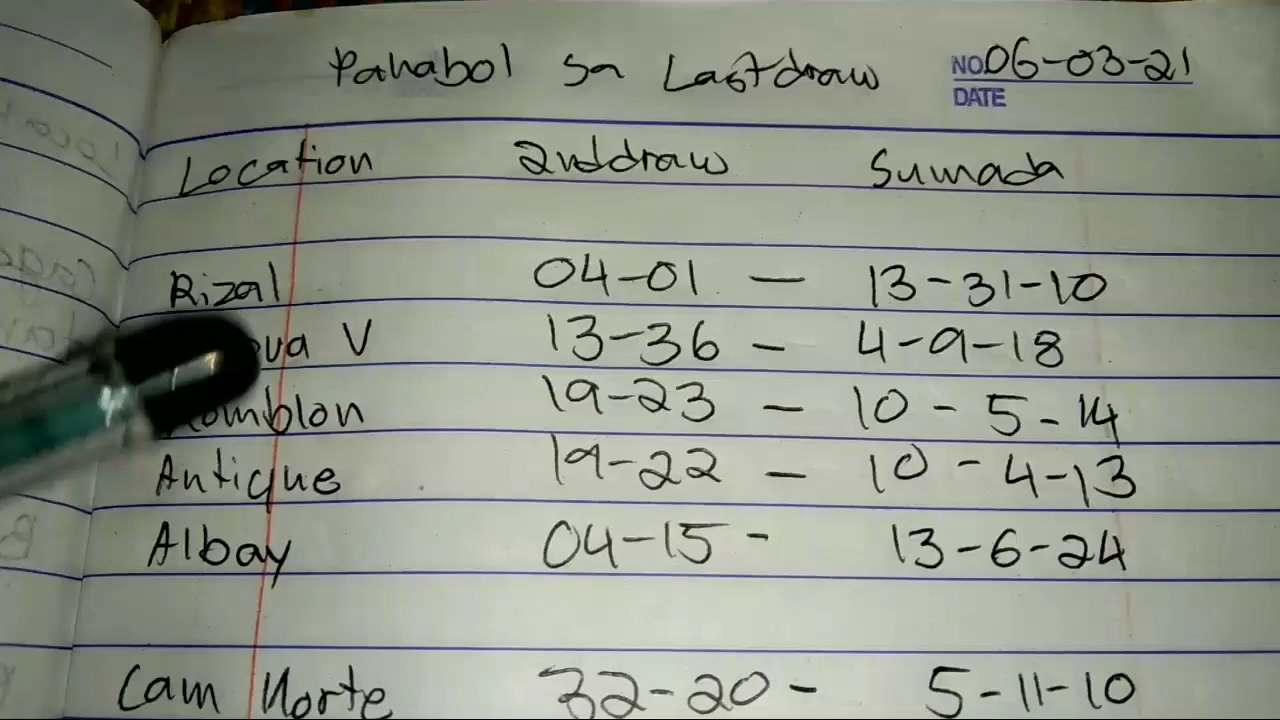 Pahabol sa Lastdraw NO. 06-03-21
DATE
Location 2nddraw Sumada
Rizal 04-01 — 13-31-10
V 13-36 — 4-9-18
19-23 — 10-5-14
Antique 19-22 — 10-4-13
Albay 04-15 - 13-6-24
Cam Norte 32-20 - 5-11-10